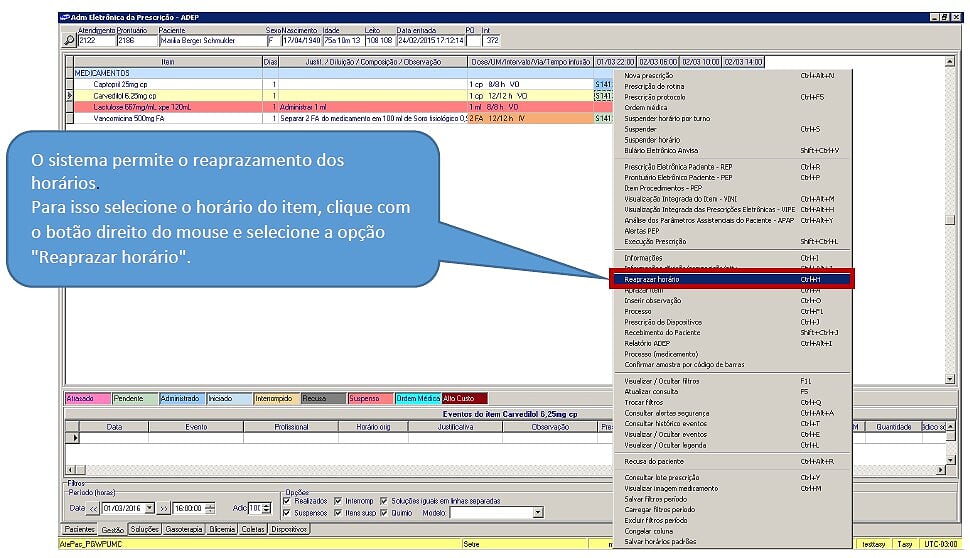 Adm Eletrônica da Prescrição - ADEP
Atendimento Prontuário Paciente Sexo Nascimento Idade Leito Data entrada PO Int
2122 2186 Marilia Berger Schmukler F 17/04/1940 75a 10m 13 108 108 24/02/2015 17:12:14 372
Item Dias Justif. / Diluição / Composição / Observação Dose/UM/Intervalo/Via/Tempo infusão 01/03 22:00 02/03 06:00 02/03 10:00 02/03 14:00
MEDICAMENTOS
Captopril 25mg cp 1 1 cp 8/8 h VO S 141
Carvedilol 6,25mg cp 1 1 cp 12/12 h VO S 141
Lactulose 667mg/mL xpe 120mL 1 Administrar 1 ml 1 ml 8/8 h VO
Vancomicina 500mg FA 1 Separar 2 FA do medicamento em 100 ml de Soro fisiológico 0, 2 FA 12/12 h IV S 141
O sistema permite o reaprazamento dos
horários.
Para isso selecione o horário do item, clique com
o botão direito do mouse e selecione a opção
"Reaprazar horário".
Nova prescrição Ctrl+Alt+N
Prescrição de rotina
Prescrição protocolo Ctrl+F5
Ordem médica
Suspender horário por turno
Suspender Ctrl+S
Suspender horário
Bulário Eletrônico Anvisa Shift+Ctrl+V
Prescrição Eletrônica Paciente - REP Ctrl+R
Prontuário Eletrônico Paciente - PEP Ctrl+P
Item Procedimentos - PEP
Visualização Integrada do Item - VINI Ctrl+Alt+M
Visualização Integrada das Prescrições Eletrônicas - VIPE Ctrl+Alt+H
Análise dos Parâmetros Assistenciais do Paciente - APAP Ctrl+Alt+Y
Alertas PEP
Execução Prescrição Shift+Ctrl+L
Informações Ctrl+I
Reaprazar horário Ctrl+H
Aprazar item Ctrl+A
Inserir observação Ctrl+O
Processo Ctrl+F1
Prescrição de Dispositivos Ctrl+J
Recebimento do Paciente Shift+Ctrl+J
Relatório ADEP Ctrl+Alt+I
Processo (medicamento)
Confirmar amostra por código de barras
Visualizar / Ocultar filtros F11
Atualizar consulta F5
Trocar filtros Ctrl+Q
Consultar alertas segurança Ctrl+Alt+A
Consultar histórico eventos Ctrl+T
Visualizar / Ocultar eventos Ctrl+E
Visualizar / Ocultar legenda Ctrl+L
Recusa do paciente Ctrl+Alt+R
Consultar lote prescrição Ctrl+Y
Visualizar imagem medicamento Ctrl+M
Salvar filtros período
Carregar filtros período
Excluir filtros período
Congelar coluna
Salvar horários padrões
Atrasado Pendente Administrado Iniciado Interrompido Recusa Suspenso Ordem Médica Alto Custo
Eventos do item Carvedilol 6,25mg cp
Data Evento Profissional Horário orig Justificativa Observação Pres M Quantidade
Filtros
Período (horas) Opções
Data << 01/03/2016 >> 16:00:00 Adic 10
Realizados Interromp Soluções iguais em linhas separadas
Suspensos Itens susp Quimio Modelo:
Pacientes Gestão Soluções Gasoterapia Glicemia Coletas Dispositivos
AtePac_PGWPUMC Setre testtasy Tasy UTC-03:00